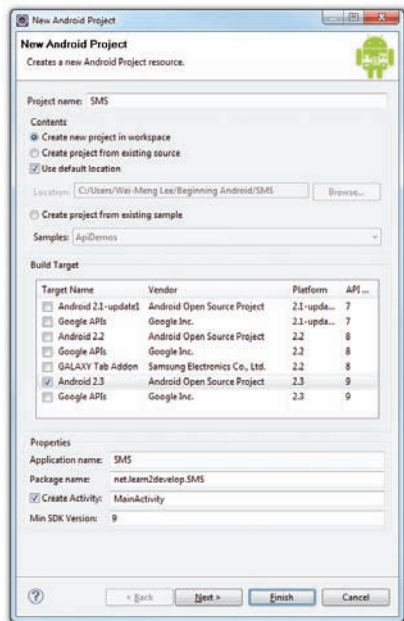 New Android Project
New Android Project
Creates a new Android Project resource.
Project name: SMS
Contents
Create new project in workspace
Create project from existing source
Use default location
Location: C:/Users/Wei-Meng Lee/Beginning Android/SMS Browse...
Create project from existing sample
Samples: ApiDemos
Build Target
Target Name Vendor Platform API ...
Android 2.1-update1 Android Open Source Project 2.1-upda... 7
Google APIs Google Inc. 2.1-upda... 7
Android 2.2 Android Open Source Project 2.2 8
Google APIs Google Inc. 2.2 8
GALAXY Tab Addon Samsung Electronics Co., Ltd. 2.2 8
Android 2.3 Android Open Source Project 2.3 9
Google APIs Google Inc. 2.3 9
Properties
Application name: SMS
Package name: net.learn2develop.SMS
Create Activity: MainActivity
Min SDK Version: 9
? < Back Next > Finish Cancel